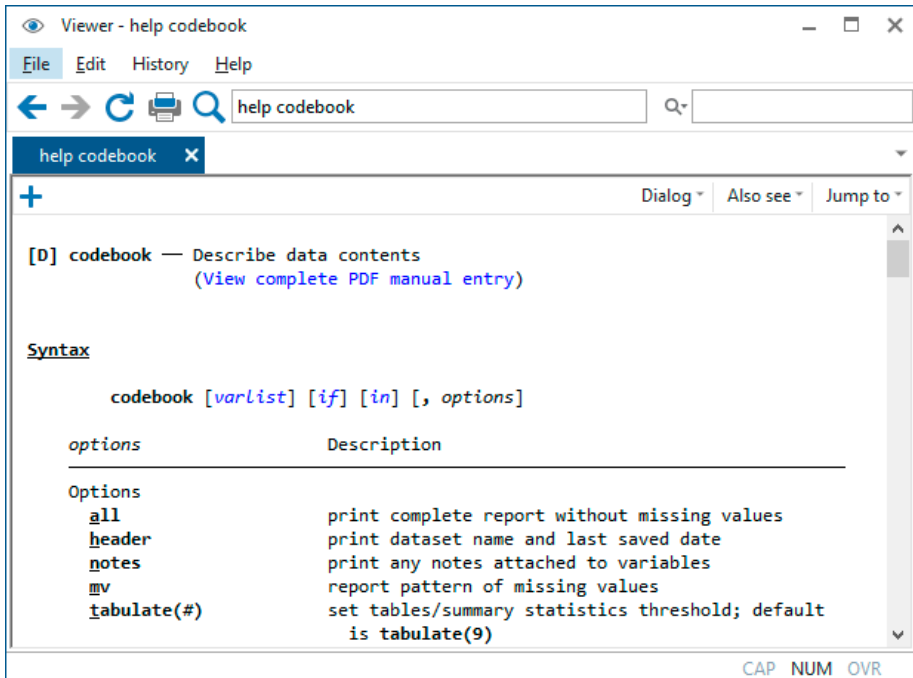 Viewer - help codebook
File Edit History Help
help codebook
help codebook
Dialog Also see Jump to
[D] codebook — Describe data contents
(View complete PDF manual entry)
Syntax
codebook [varlist] [if] [in] [, options]
options Description
Options
all print complete report without missing values
header print dataset name and last saved date
notes print any notes attached to variables
mv report pattern of missing values
tabulate(#) set tables/summary statistics threshold; default
is tabulate(9)
CAP NUM OVR